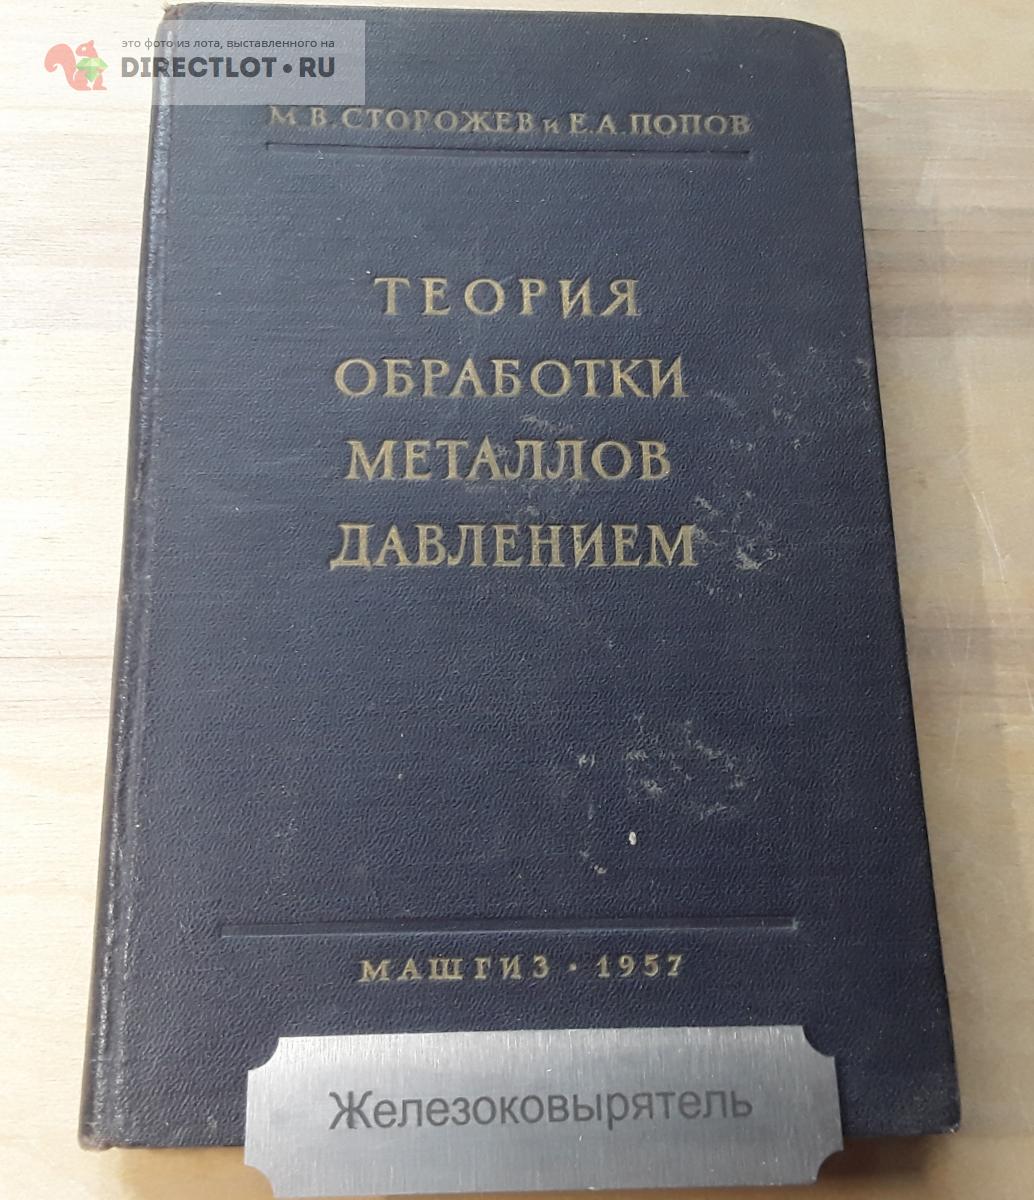 это фото из лота, выставленного на
DIRECTLOT•RU
М.В.СТОРОЖЕВ и Е.А.ПОПОВ
ТЕОРИЯ
ОБРАБОТКИ
МЕТАЛЛОВ
ДАВЛЕНИЕМ
МАШГИЗ • 1957
Железоковырятель